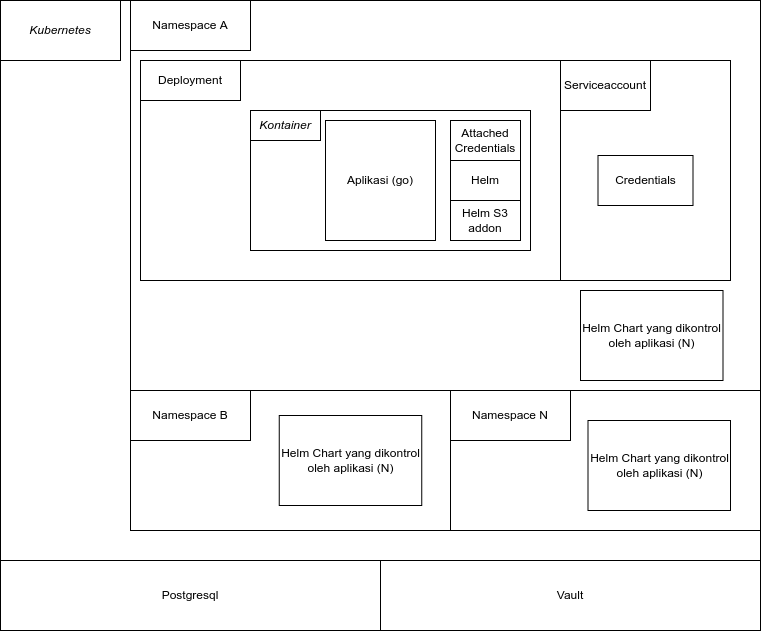 Kubernetes
Namespace A
Deployment
Serviceaccount
Kontainer
Aplikasi (go)
Attached
Credentials
Helm
Helm S3
addon
Credentials
Helm Chart yang dikontrol
oleh aplikasi (N)
Namespace B
Helm Chart yang dikontrol
oleh aplikasi (N)
Namespace N
Helm Chart yang dikontrol
oleh aplikasi (N)
Postgresql
Vault